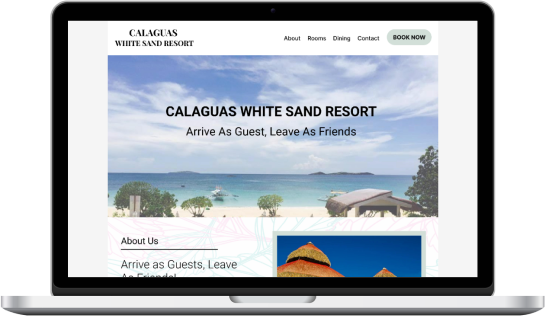 CALAGUAS
WHITE SAND RESORT
About Rooms Dining Contact BOOK NOW
CALAGUAS WHITE SAND RESORT
Arrive As Guest, Leave As Friends
About Us
Arrive as Guests, Leave
As Friends!